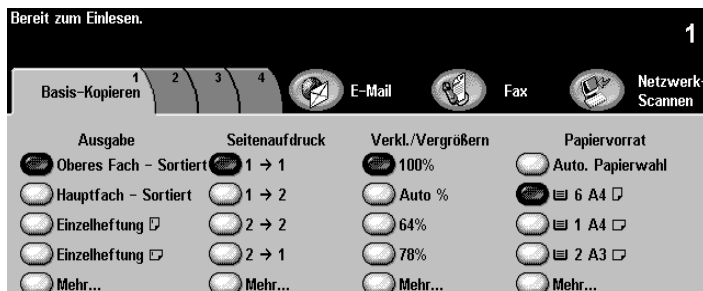 Bereit zum Einlesen.
1
Basis-Kopieren 1 2 3 4 E-Mail Fax Netzwerk-
Scannen
Ausgabe Seitenaufdruck Verkl./Vergrößern Papiervorrat
Oberes Fach - Sortiert 1 → 1 100% Auto. Papierwahl
Hauptfach - Sortiert 1 → 2 Auto % 6 A4
Einzelheftung 2 → 2 64% 1 A4
Einzelheftung 2 → 1 78% 2 A3
Mehr... Mehr... Mehr... Mehr...